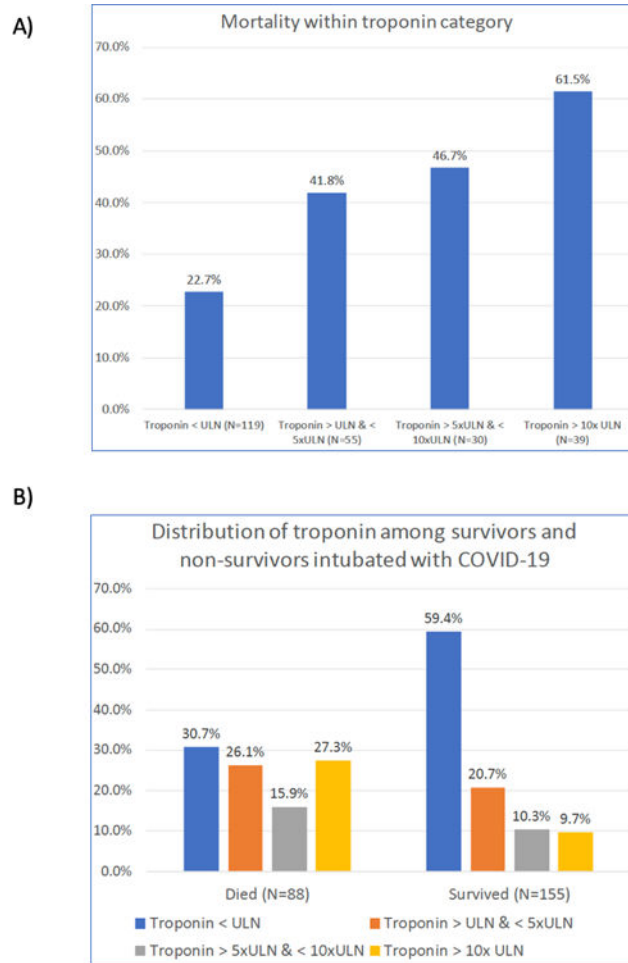 A)
Mortality within troponin category
70.0%
60.0%
50.0%
40.0%
30.0%
20.0%
10.0%
0.0%
22.7%
41.8%
46.7%
61.5%
Troponin < ULN (N=119)
Troponin > ULN & <
5xULN (N=55)
Troponin > 5xULN & <
10xULN (N=30)
Troponin > 10x ULN
(N=39)
B)
Distribution of troponin among survivors and
non-survivors intubated with COVID-19
70.0%
60.0%
50.0%
40.0%
30.0%
20.0%
10.0%
0.0%
30.7%
26.1%
15.9%
27.3%
59.4%
20.7%
10.3%
9.7%
Died (N=88)
Survived (N=155)
Troponin < ULN
Troponin > ULN & < 5xULN
Troponin > 5xULN & < 10xULN
Troponin > 10x ULN